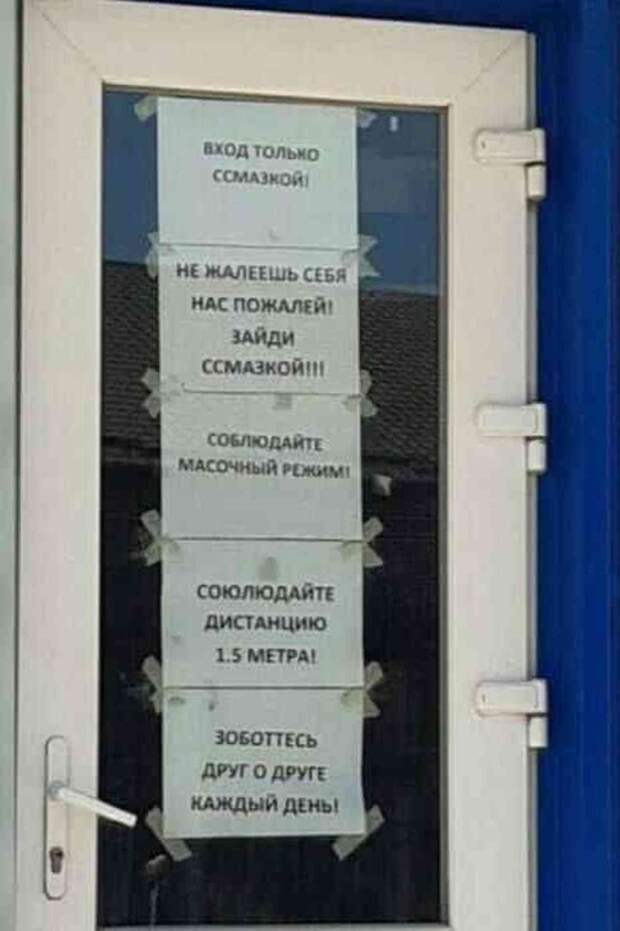 ВХОД ТОЛЬКО
ССМАЗКОЙ!
НЕ ЖАЛЕЕШЬ СЕБЯ
НАС ПОЖАЛЕЙ!
ЗАЙДИ
ССМАЗКОЙ!!!
СОБЛЮДАЙТЕ
МАСОЧНЫЙ РЕЖИМ!
СОЮЛЮДАЙТЕ
ДИСТАНЦИЮ
1.5 МЕТРА!
ЗОБОТТЕСЬ
ДРУГ О ДРУГЕ
КАЖДЫЙ ДЕНЬ!